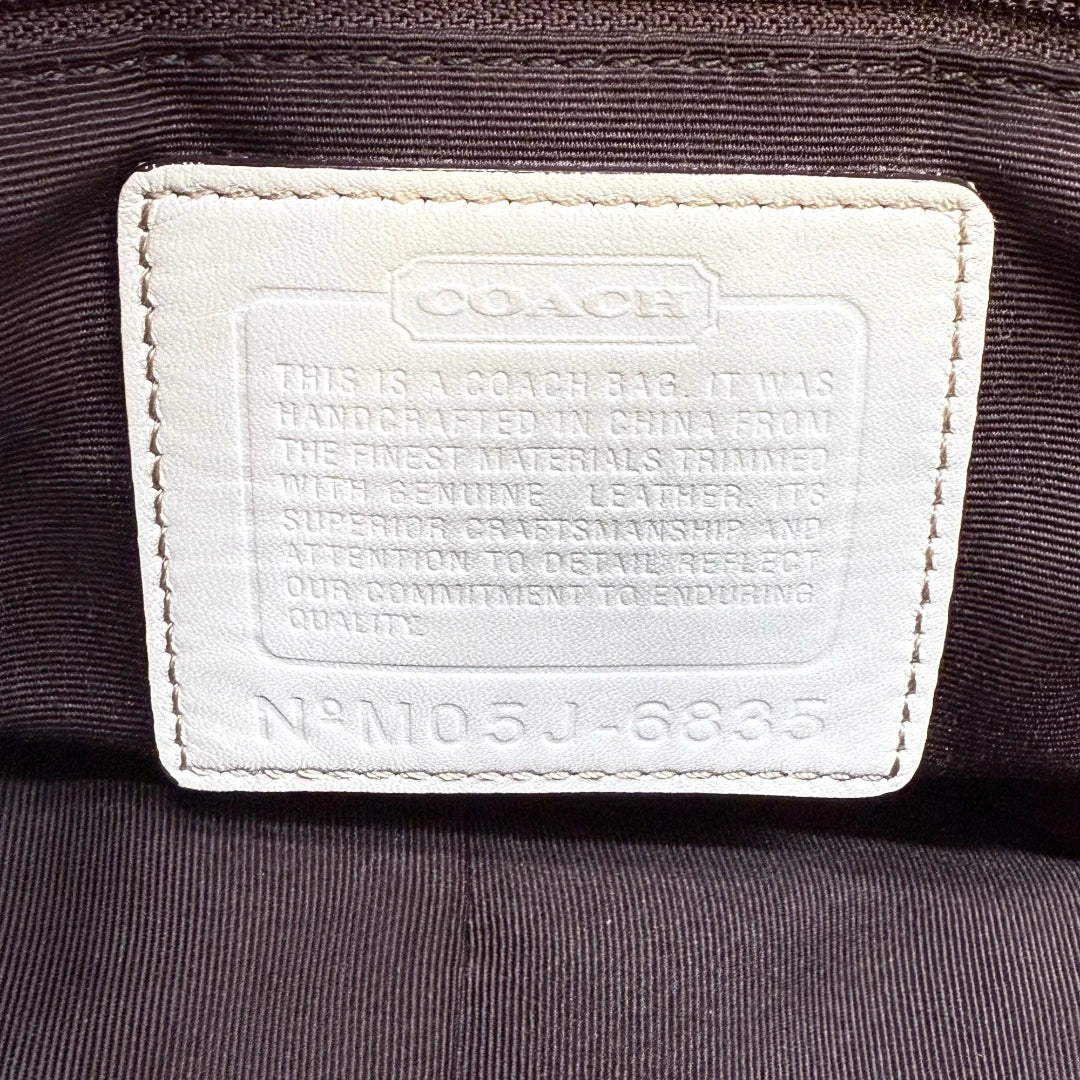 COACH
THIS IS A COACH BAG. IT WAS
HANDCRAFTED IN CHINA FROM
THE FINEST MATERIALS TRIMMED
WITH GENUINE LEATHER. ITS
SUPERIOR CRAFTSMANSHIP AND
ATTENTION TO DETAIL REFLECT
OUR COMMITMENT TO ENDURING
QUALITY.
Nº M05J-6835